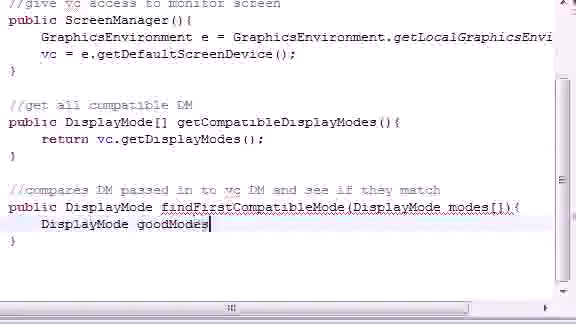 //give vc access to monitor screen
public ScreenManager(){
GraphicsEnvironment e = GraphicsEnvironment.getLocalGraphicsEnvi
vc = e.getDefaultScreenDevice();
}
//get all compatible DM
public DisplayMode[] getCompatibleDisplayModes(){
return vc.getDisplayModes();
}
//compares DM passed in to vc DM and see if they match
public DisplayMode findFirstCompatibleMode(DisplayMode modes[]){
DisplayMode goodModes
}